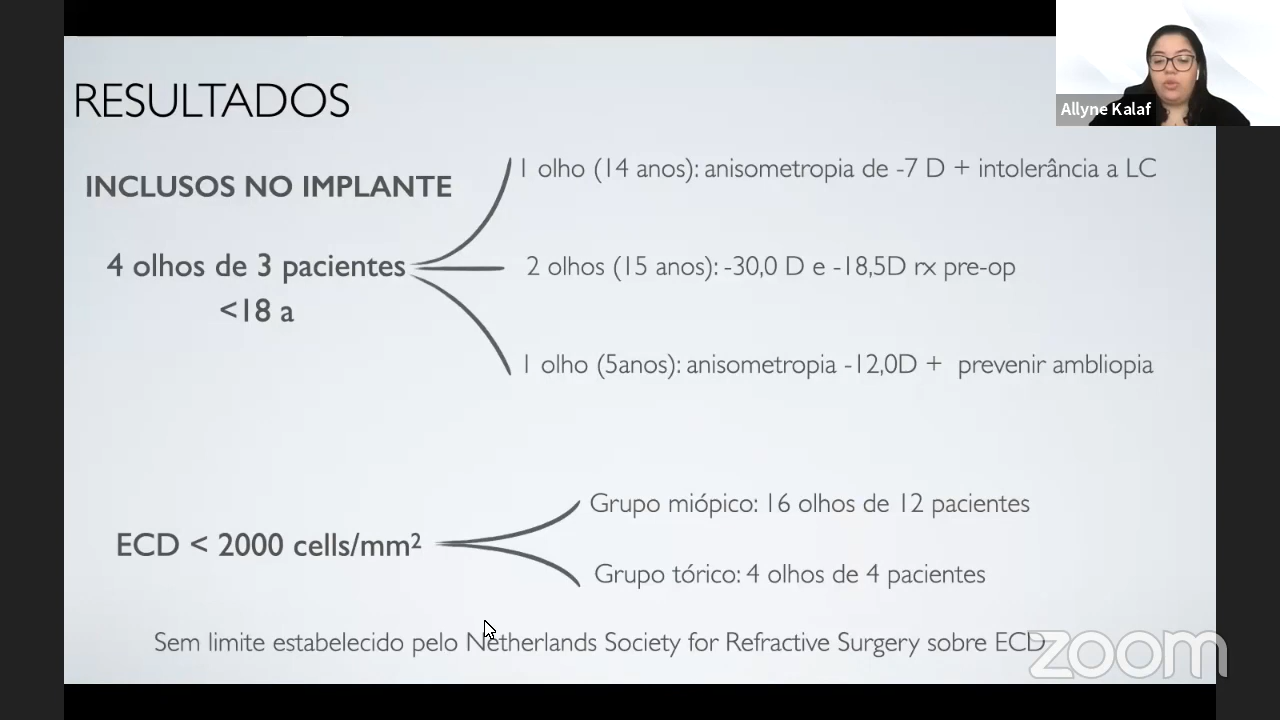 RESULTADOS
Allyne Kalaf
INCLUSOS NO IMPLANTE
4 olhos de 3 pacientes
<18 a
1 olho (14 anos): anisometropia de -7 D + intolerância a LC
2 olhos (15 anos): -30,0 D e -18,5D rx pre-op
1 olho (5anos): anisometropia -12,0D + prevenir ambliopia
ECD < 2000 cells/mm²
Grupo miópico: 16 olhos de 12 pacientes
Grupo tórico: 4 olhos de 4 pacientes
Sem limite estabelecido pelo Netherlands Society for Refractive Surgery sobre ECD
zoom